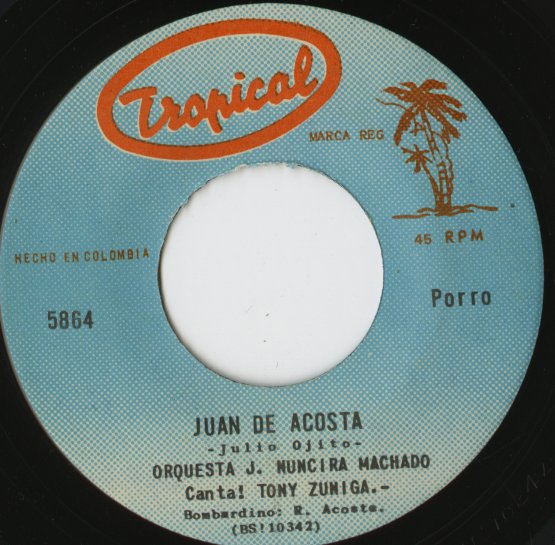 Tropical
MARCA REG
45 RPM
HECHO EN COLOMBIA
5864
Porro
JUAN DE ACOSTA
-Julio Ojito-
ORQUESTA J. NUNCIRA MACHADO
Canta! TONY ZUNIGA.-
Bombardino: R. Acosta.
(BS!10342)